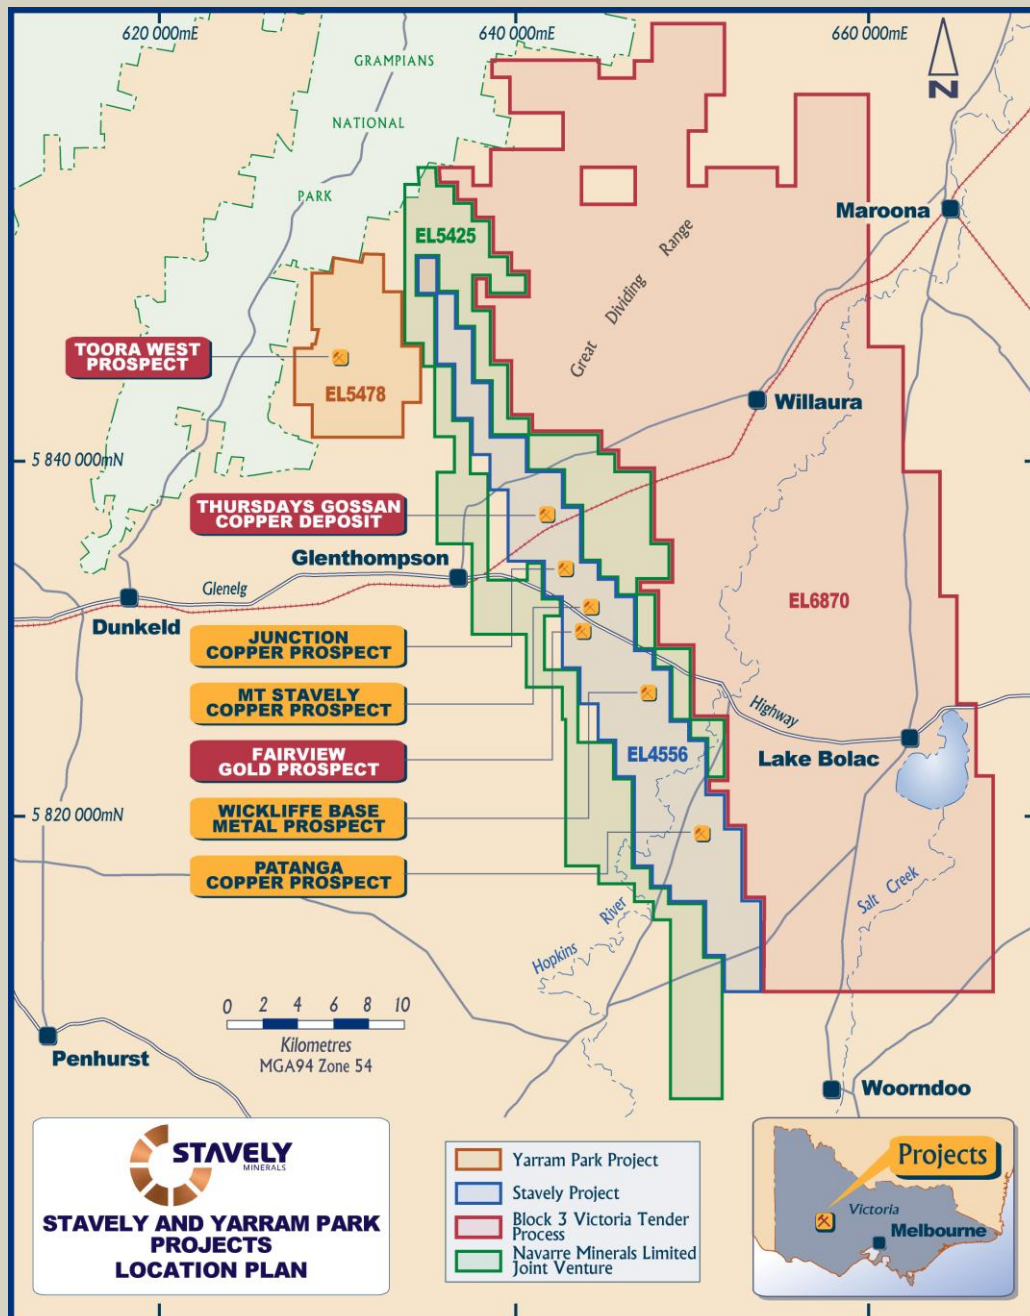 620 000mE
640 000mE
660 000mE
GRAMPIANS
NATIONAL
PARK
N
Maroona
EL5425
Great Dividing Range
TOORA WEST
PROSPECT
EL5478
Willaura
5 840 000mN
THURSDAYS GOSSAN
COPPER DEPOSIT
Glenthompson
Glenelg
Dunkeld
EL6870
JUNCTION
COPPER PROSPECT
MT STAVELY
COPPER PROSPECT
Highway
FAIRVIEW
GOLD PROSPECT
EL4556
Lake Bolac
WICKLIFFE BASE
METAL PROSPECT
5 820 000mN
PATANGA
COPPER PROSPECT
Salt Creek
Hopkins River
0 2 4 6 8 10
Kilometres
MGA94 Zone 54
Penhurst
Woorndoo
STAVELY
MINERALS
STAVELY AND YARRAM PARK
PROJECTS
LOCATION PLAN
Yarram Park Project
Stavely Project
Block 3 Victoria Tender
Process
Navarre Minerals Limited
Joint Venture
Projects
Victoria
Melbourne